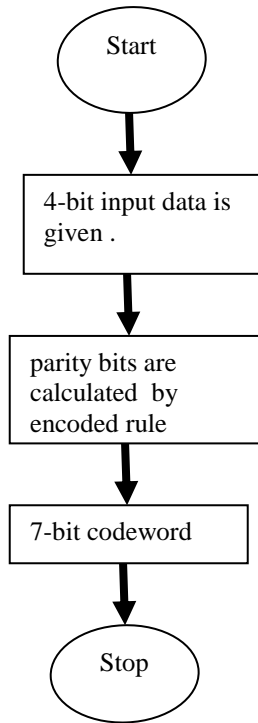 Start
4-bit input data is
given .
parity bits are
calculated by
encoded rule
7-bit codeword
Stop